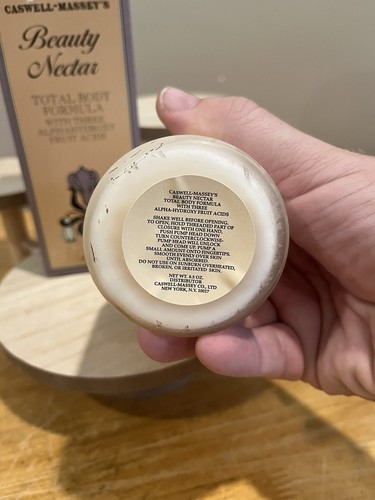 CASWELL-MASSEY'S
Beauty
Nectar
TOTAL BODY
FORMULA
WITH THREE
ALPHA-HYDROXY
FRUIT ACIDS
CASWELL-MASSEY'S
BEAUTY NECTAR
TOTAL BODY FORMULA
WITH THREE
ALPHA-HYDROXY FRUIT ACIDS
SHAKE WELL BEFORE OPENING.
TO OPEN, HOLD THREADED PART OF
CLOSURE WITH ONE HAND.
PUSH PUMP HEAD DOWN
TURN COUNTERCLOCKWISE-
PUMP HEAD WILL UNLOCK
AND COME UP. PUMP A
SMALL AMOUNT ONTO FINGERTIPS.
SMOOTH EVENLY OVER SKIN
UNTIL ABSORBED.
DO NOT USE ON SUNBURN OVERHEATED,
BROKEN, OR IRRITATED SKIN.
NET WT. 8.5 OZ.
DISTRIBUTOR
CASWELL-MASSEY CO., LTD
NEW YORK, N.Y. 10017